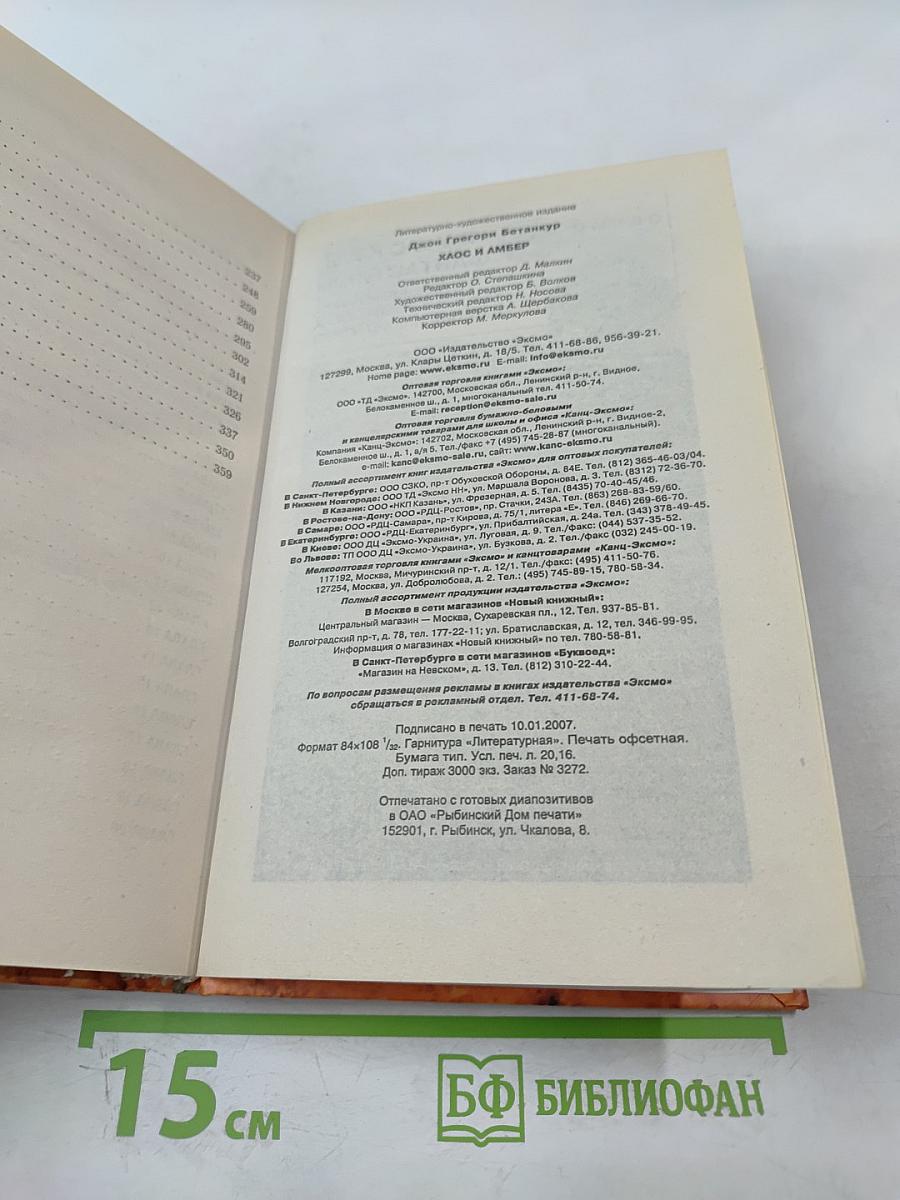 237
248
259
280
295
302
314
321
326
337
350
359
Литературно-художественное издание
Джон Грегори Бетанкур
ХАОС И АМБЕР
Ответственный редактор Д. Малкин
Редактор О. Степашкина
Художественный редактор Б. Волков
Технический редактор Н. Носова
Компьютерная верстка А. Щербакова
Корректор М. Меркулова
ООО «Издательство «Эксмо»
127299, Москва, ул. Клары Цеткин, д. 18/5. Тел. 411-68-86, 956-39-21.
Home page: www.eksmo.ru E-mail: info@eksmo.ru
Оптовая торговля книгами «Эксмо»:
ООО «ТД «Эксмо». 142700, Московская обл., Ленинский р-н, г. Видное,
Белокаменное ш., д. 1, многоканальный тел. 411-50-74.
E-mail: reception@eksmo-sale.ru
Оптовая торговля бумажно-беловыми
и канцелярскими товарами для школы и офиса «Канц-Эксмо»:
Компания «Канц-Эксмо»: 142702, Московская обл., Ленинский р-н, г. Видное-2,
Белокаменное ш., д. 1, а/я 5. Тел./факс +7 (495) 745-28-87 (многоканальный).
e-mail: kanc@eksmo-sale.ru, сайт: www.kanc-eksmo.ru
Полный ассортимент книг издательства «Эксмо» для оптовых покупателей:
В Санкт-Петербурге: ООО СЗКО, пр-т Обуховской Обороны, д. 84Е. Тел. (812) 365-46-03/04.
В Нижнем Новгороде: ООО ТД «Эксмо НН», ул. Маршала Воронова, д. 3. Тел. (8312) 72-36-70.
В Казани: ООО «НКП Казань», ул. Фрезерная, д. 5. Тел. (8435) 70-40-45/46.
В Ростове-на-Дону: ООО «РДЦ-Ростов», пр. Стачки, 243А. Тел. (863) 268-83-59/60.
В Самаре: ООО «РДЦ-Самара», пр-т Кирова, д. 75/1, литера «Е». Тел. (846) 269-66-70.
В Екатеринбурге: ООО «РДЦ-Екатеринбург», ул. Прибалтийская, д. 24а. Тел. (343) 378-49-45.
В Киеве: ООО ДЦ «Эксмо-Украина», ул. Луговая, д. 9. Тел./факс: (044) 537-35-52.
Во Львове: ТП ООО ДЦ «Эксмо-Украина», ул. Бузкова, д. 2. Тел./факс (032) 245-00-19.
Мелкооптовая торговля книгами «Эксмо» и канцтоварами «Канц-Эксмо»:
117192, Москва, Мичуринский пр-т, д. 12/1. Тел./факс: (495) 411-50-76.
127254, Москва, ул. Добролюбова, д. 2. Тел.: (495) 745-89-15, 780-58-34.
Полный ассортимент продукции издательства «Эксмо»:
В Москве в сети магазинов «Новый книжный»:
Центральный магазин — Москва, Сухаревская пл., 12. Тел. 937-85-81.
Волгоградский пр-т, д. 78, тел. 177-22-11; ул. Братиславская, д. 12, тел. 346-99-95.
Информация о магазинах «Новый книжный» по тел. 780-58-81.
В Санкт-Петербурге в сети магазинов «Буквоед»:
«Магазин на Невском», д. 13. Тел. (812) 310-22-44.
По вопросам размещения рекламы в книгах издательства «Эксмо»
обращаться в рекламный отдел. Тел. 411-68-74.
Подписано в печать 10.01.2007.
Формат 84×108 1/32. Гарнитура «Литературная». Печать офсетная.
Бумага тип. Усл. печ. л. 20,16.
Доп. тираж 3000 экз. Заказ № 3272.
Отпечатано с готовых диапозитивов
в ОАО «Рыбинский Дом печати»
152901, г. Рыбинск, ул. Чкалова, 8.
15 см
БФ БИБЛИОФАН